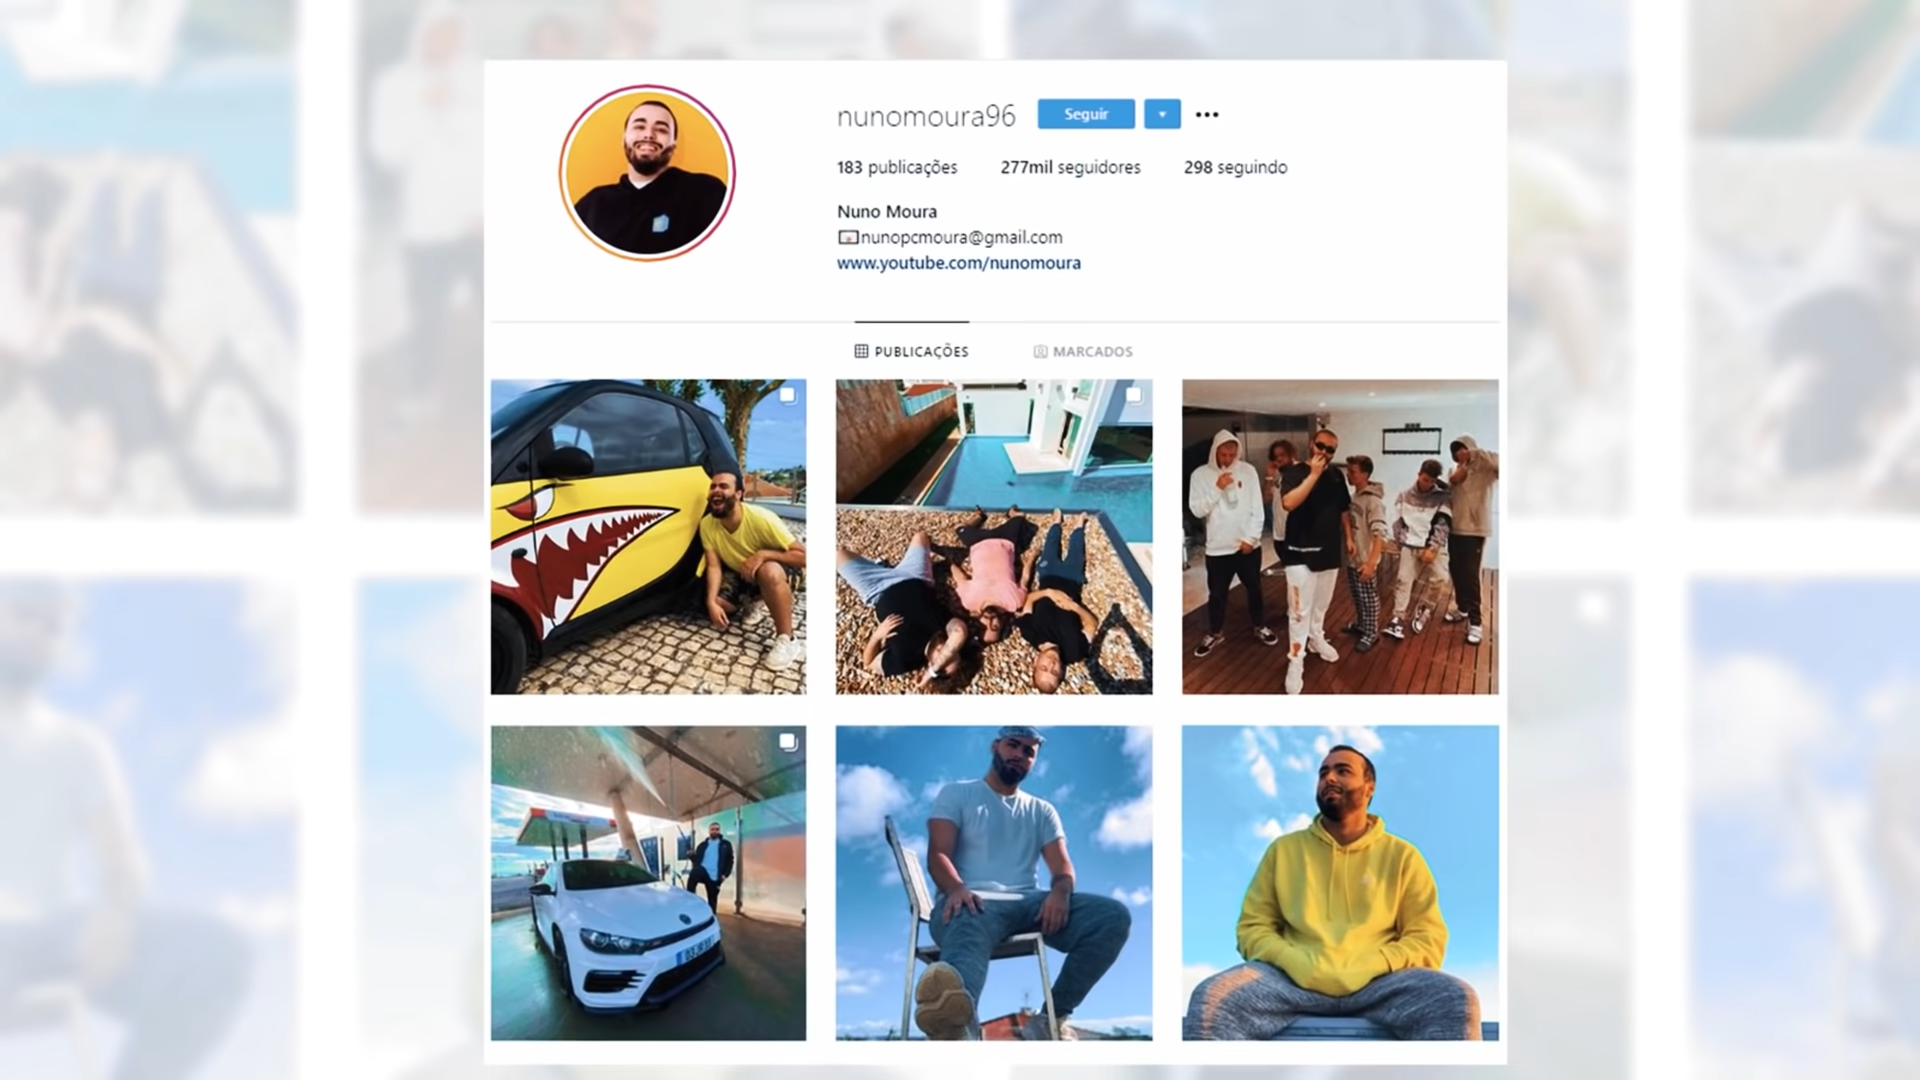 nunomoura96 Seguir
183 publicações 277mil seguidores 298 seguindo
Nuno Moura
nunopcmoura@gmail.com
www.youtube.com/nunomoura
PUBLICAÇÕES MARCADOS